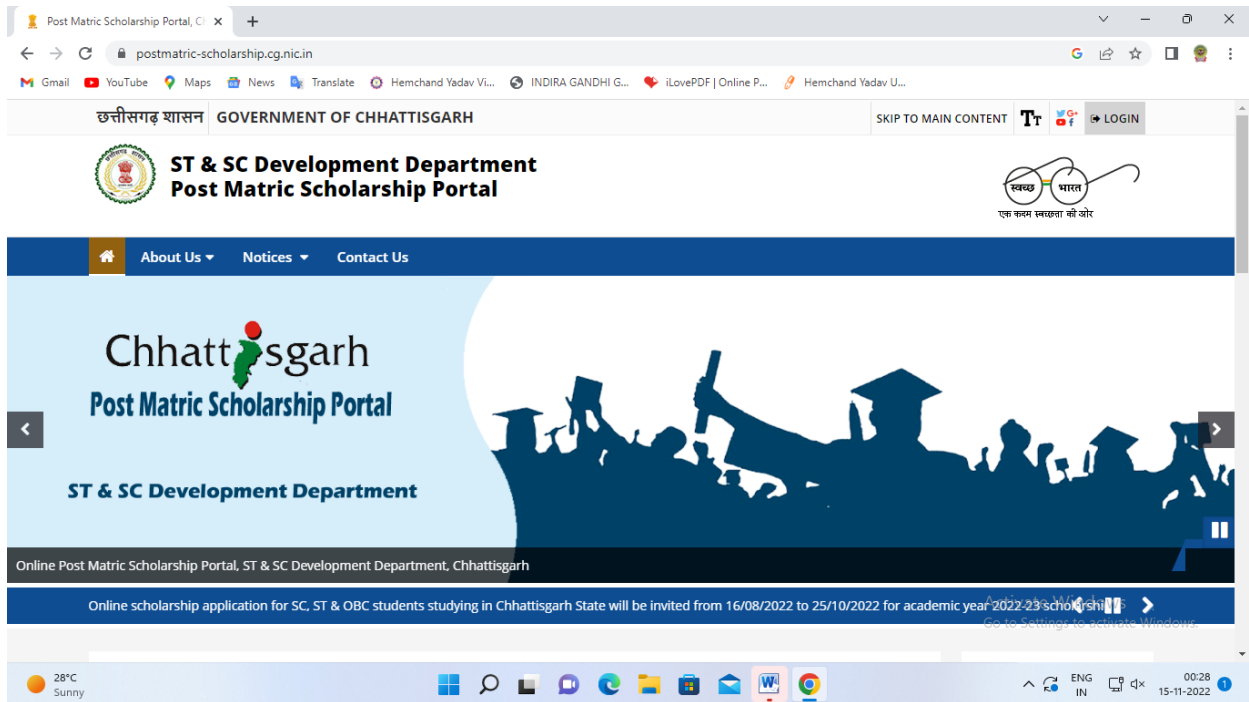 Post Matric Scholarship Portal, Ch
postmatric-scholarship.cg.nic.in
Gmail YouTube Maps News Translate Hemchand Yadav Vi... INDIRA GANDHI G... iLovePDF | Online P... Hemchand Yadav U...
छत्तीसगढ़ शासन GOVERNMENT OF CHHATTISGARH SKIP TO MAIN CONTENT TT LOGIN
ST & SC Development Department
Post Matric Scholarship Portal
स्वच्छ भारत
एक कदम स्वच्छता की ओर
About Us Notices Contact Us
Chhattisgarh
Post Matric Scholarship Portal
ST & SC Development Department
Online Post Matric Scholarship Portal, ST & SC Development Department, Chhattisgarh
Online scholarship application for SC, ST & OBC students studying in Chhattisgarh State will be invited from 16/08/2022 to 25/10/2022 for academic year 2022-23
Activate Windows
Go to Settings to activate Windows.
28°C
Sunny
ENG
IN
00:28
15-11-2022
1